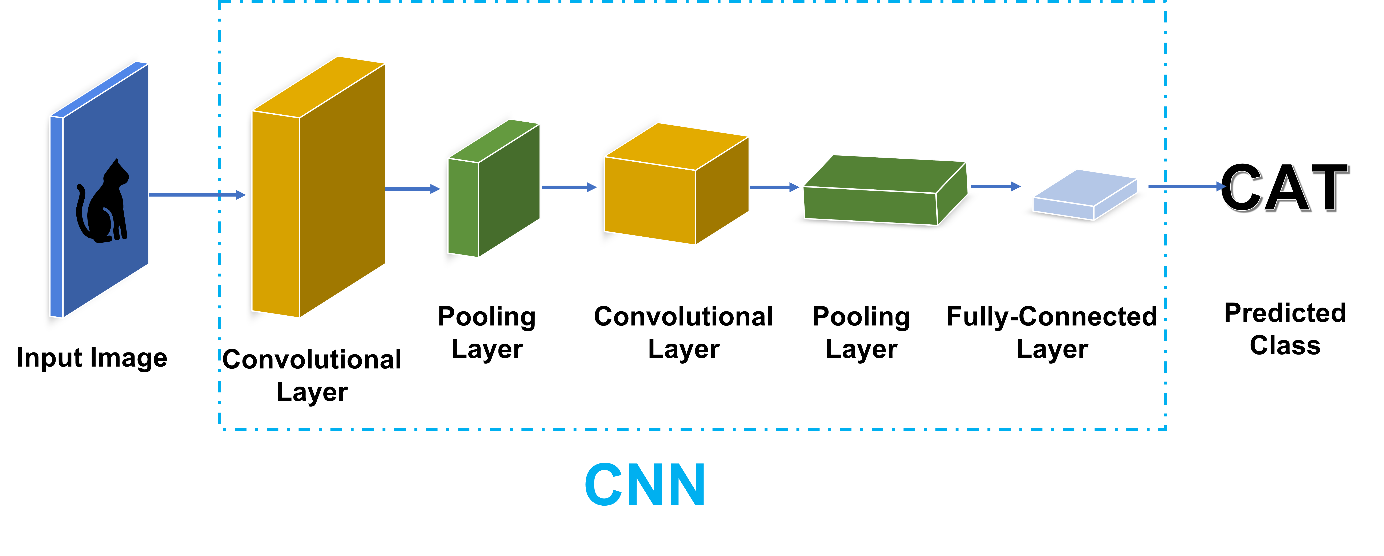 Input Image
Convolutional
Layer
Pooling
Layer
Convolutional
Layer
Pooling
Layer
Fully-Connected
Layer
CAT
Predicted
Class
CNN